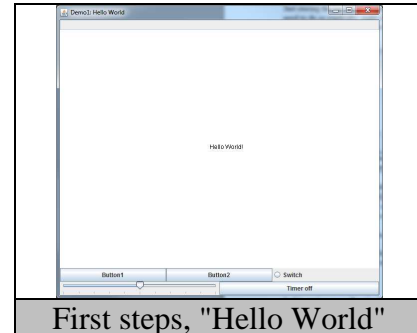 Demo1: Hello World
Hello World!
Button1 Button2 Switch
Timer off
First steps, "Hello World"